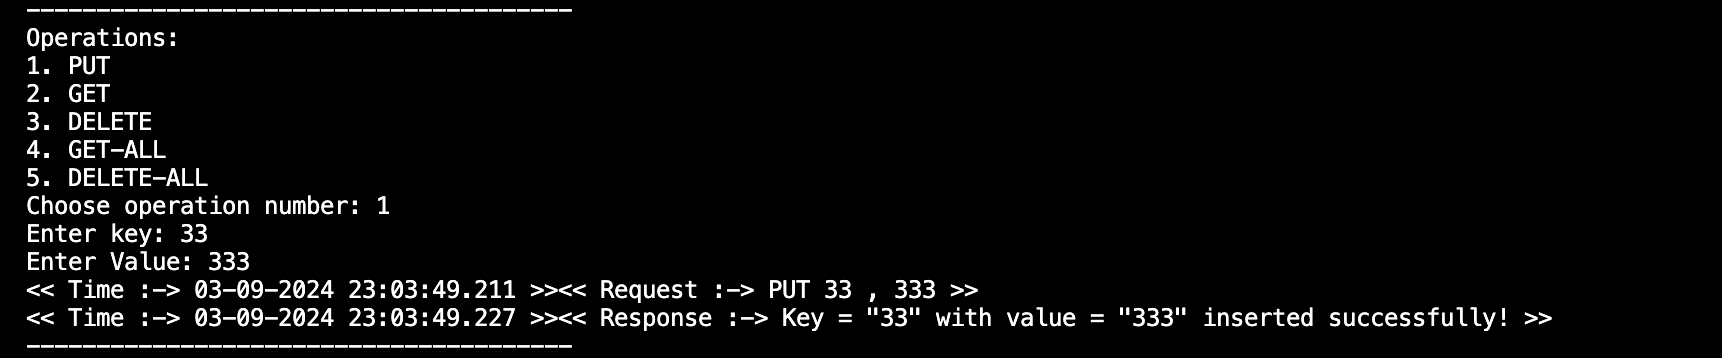 ---------------------------------------
Operations:
1. PUT
2. GET
3. DELETE
4. GET-ALL
5. DELETE-ALL
Choose operation number: 1
Enter key: 33
Enter Value: 333
<< Time :-> 03-09-2024 23:03:49.211 >><< Request :-> PUT 33 , 333 >>
<< Time :-> 03-09-2024 23:03:49.227 >><< Response :-> Key = "33" with value = "333" inserted successfully! >>
---------------------------------------